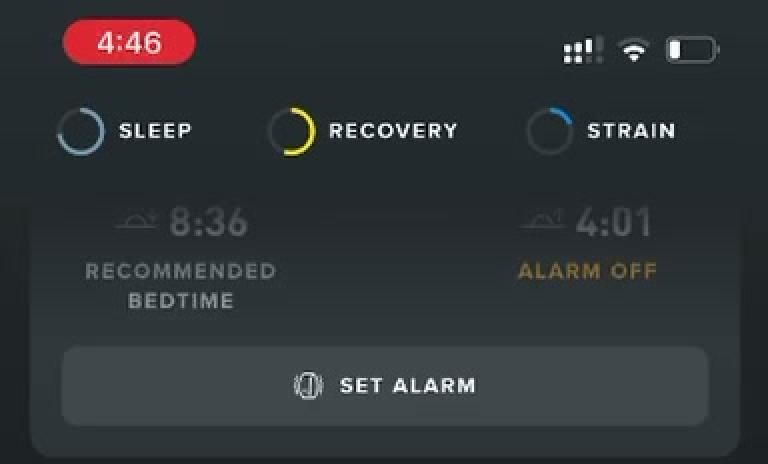 4:46
SLEEP RECOVERY STRAIN
8:36 4:01
RECOMMENDED ALARM OFF
BEDTIME
SET ALARM